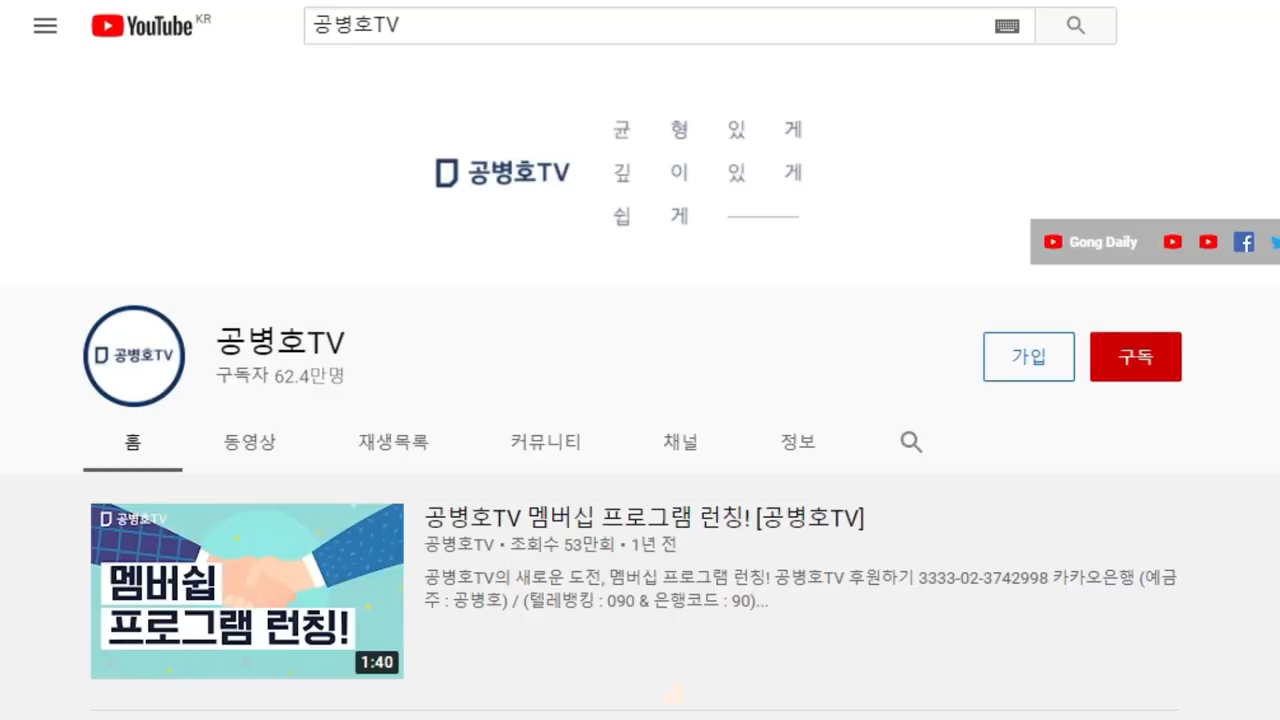 YouTube KR
공병호TV
균 형 있 게
공병호TV
깊 이 있 게
쉽 게
Gong Daily
공병호TV
공병호TV
구독자 62.4만명
가입
구독
홈
동영상
재생목록
커뮤니티
채널
정보
공병호TV
멤버쉽
프로그램 런칭!
1:40
공병호TV 멤버십 프로그램 런칭! [공병호TV]
공병호TV • 조회수 53만회 • 1년 전
공병호TV의 새로운 도전, 멤버십 프로그램 런칭! 공병호TV 후원하기 3333-02-3742998 카카오은행 (예금
주 : 공병호) / (텔레뱅킹 : 090 & 은행코드 : 90)...